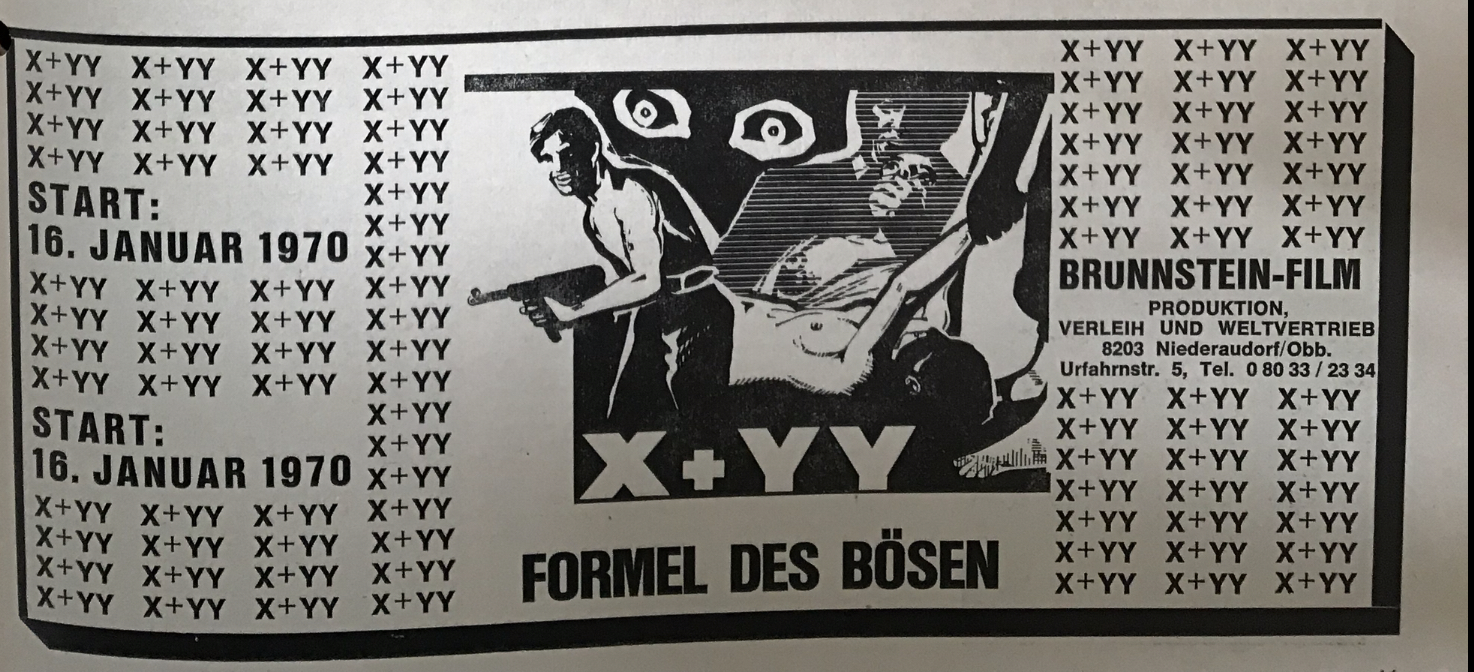 X+YY X+YY X+YY X+YY
X+YY X+YY X+YY X+YY
X+YY X+YY X+YY X+YY
X+YY X+YY X+YY X+YY
START: X+YY
X+YY
16. JANUAR 1970 X+YY
X+YY X+YY X+YY X+YY
X+YY X+YY X+YY X+YY
X+YY X+YY X+YY X+YY
X+YY X+YY X+YY X+YY
START: X+YY
X+YY
16. JANUAR 1970 X+YY
X+YY X+YY X+YY X+YY
X+YY X+YY X+YY X+YY
X+YY X+YY X+YY X+YY
X+YY X+YY X+YY X+YY
X+YY
FORMEL DES BÖSEN
X+YY X+YY X+YY
X+YY X+YY X+YY
X+YY X+YY X+YY
X+YY X+YY X+YY
X+YY X+YY X+YY
X+YY X+YY X+YY
X+YY X+YY X+YY
BRUNNSTEIN-FILM
PRODUKTION,
VERLEIH UND WELTVERTRIEB
8203 Niederaudorf/Obb.
Urfahrnstr. 5, Tel. 0 80 33 / 23 34
X+YY X+YY X+YY
X+YY X+YY X+YY
X+YY X+YY X+YY
X+YY X+YY X+YY
X+YY X+YY X+YY
X+YY X+YY X+YY
X+YY X+YY X+YY